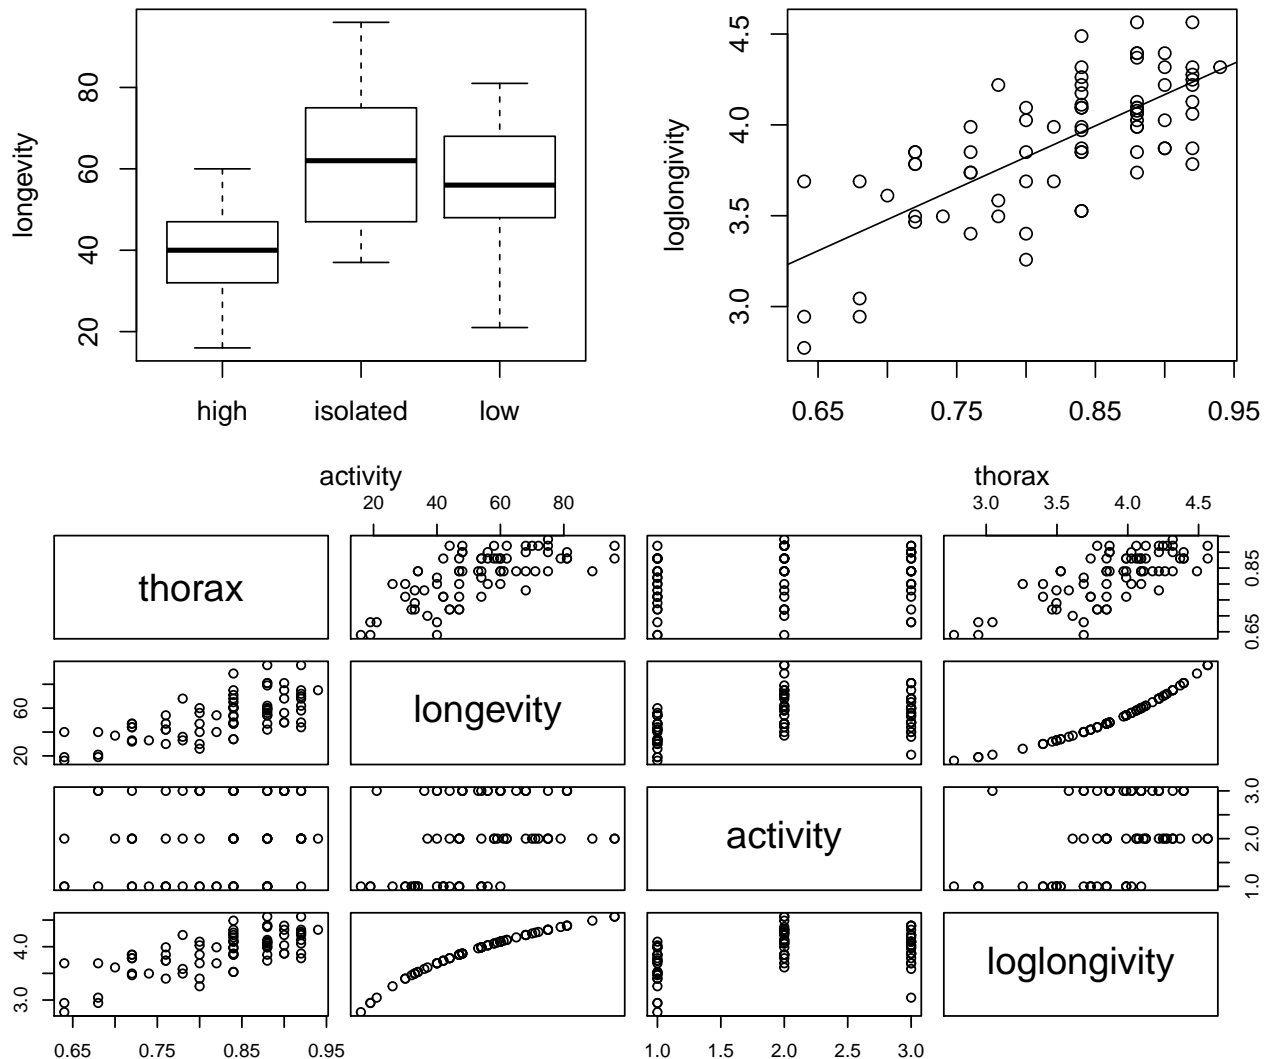 longevity
20
40
60
80
high isolated low
activity
loglongivity
3.0
3.5
4.0
4.5
0.65 0.75 0.85 0.95
thorax
20 40 60 80
3.0 3.5 4.0 4.5
thorax
0.65 0.85
20 60
longevity
activity
1.0 2.0 3.0
3.0 4.0
loglongivity
0.65 0.75 0.85 0.95
1.0 1.5 2.0 2.5 3.0